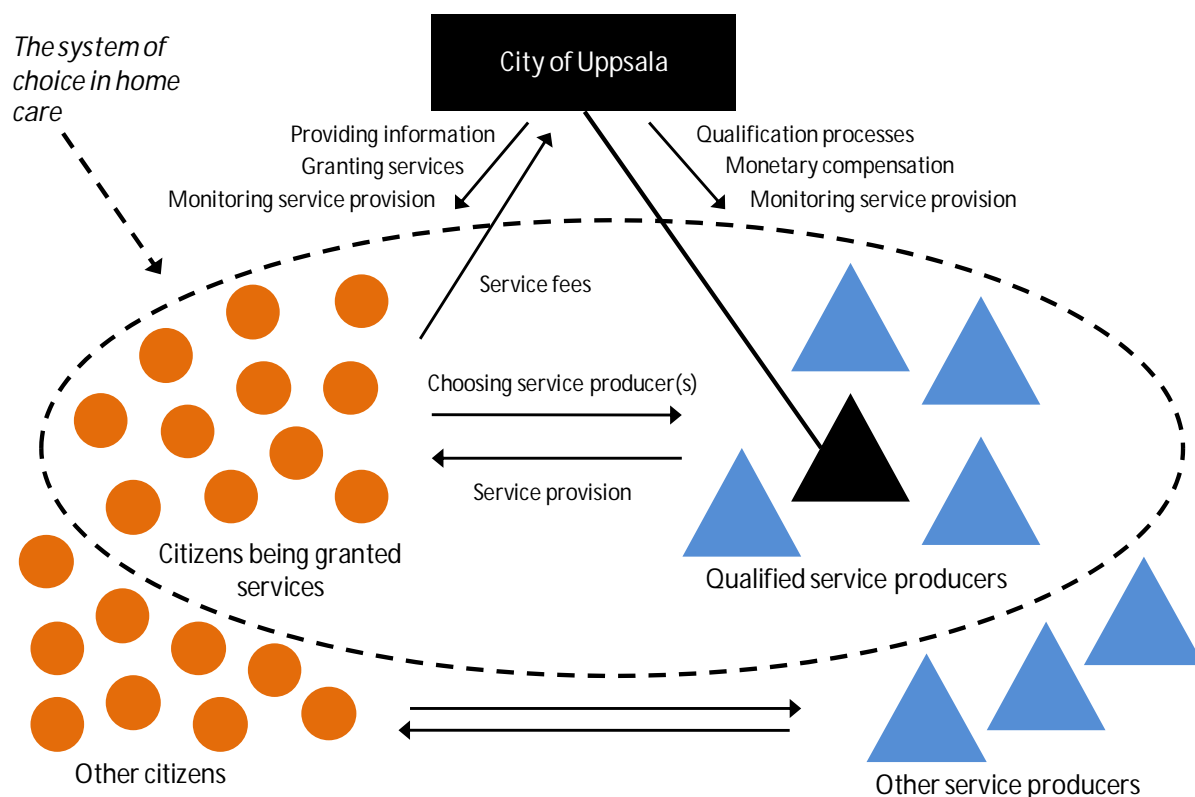 The system of
choice in home
care
City of Uppsala
Providing information
Granting services
Monitoring service provision
Qualification processes
Monetary compensation
Monitoring service provision
Service fees
Choosing service producer(s)
Service provision
Citizens being granted
services
Qualified service producers
Other citizens
Other service producers